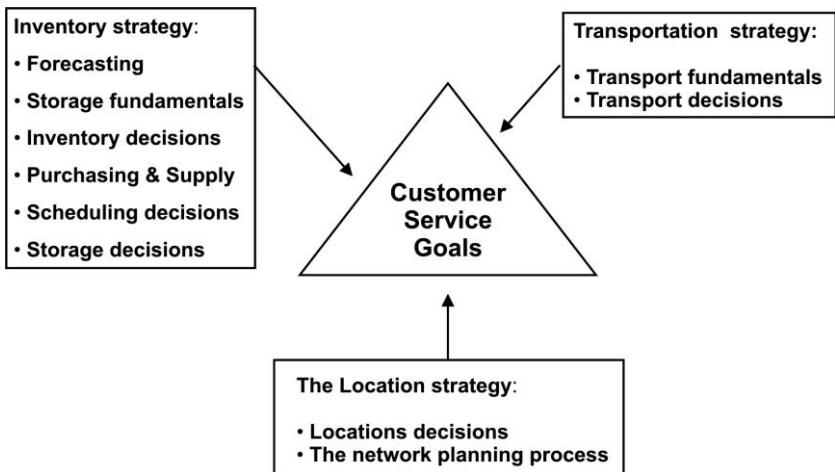 Inventory strategy:
• Forecasting
• Storage fundamentals
• Inventory decisions
• Purchasing & Supply
• Scheduling decisions
• Storage decisions
Transportation strategy:
• Transport fundamentals
• Transport decisions
Customer
Service
Goals
The Location strategy:
• Locations decisions
• The network planning process